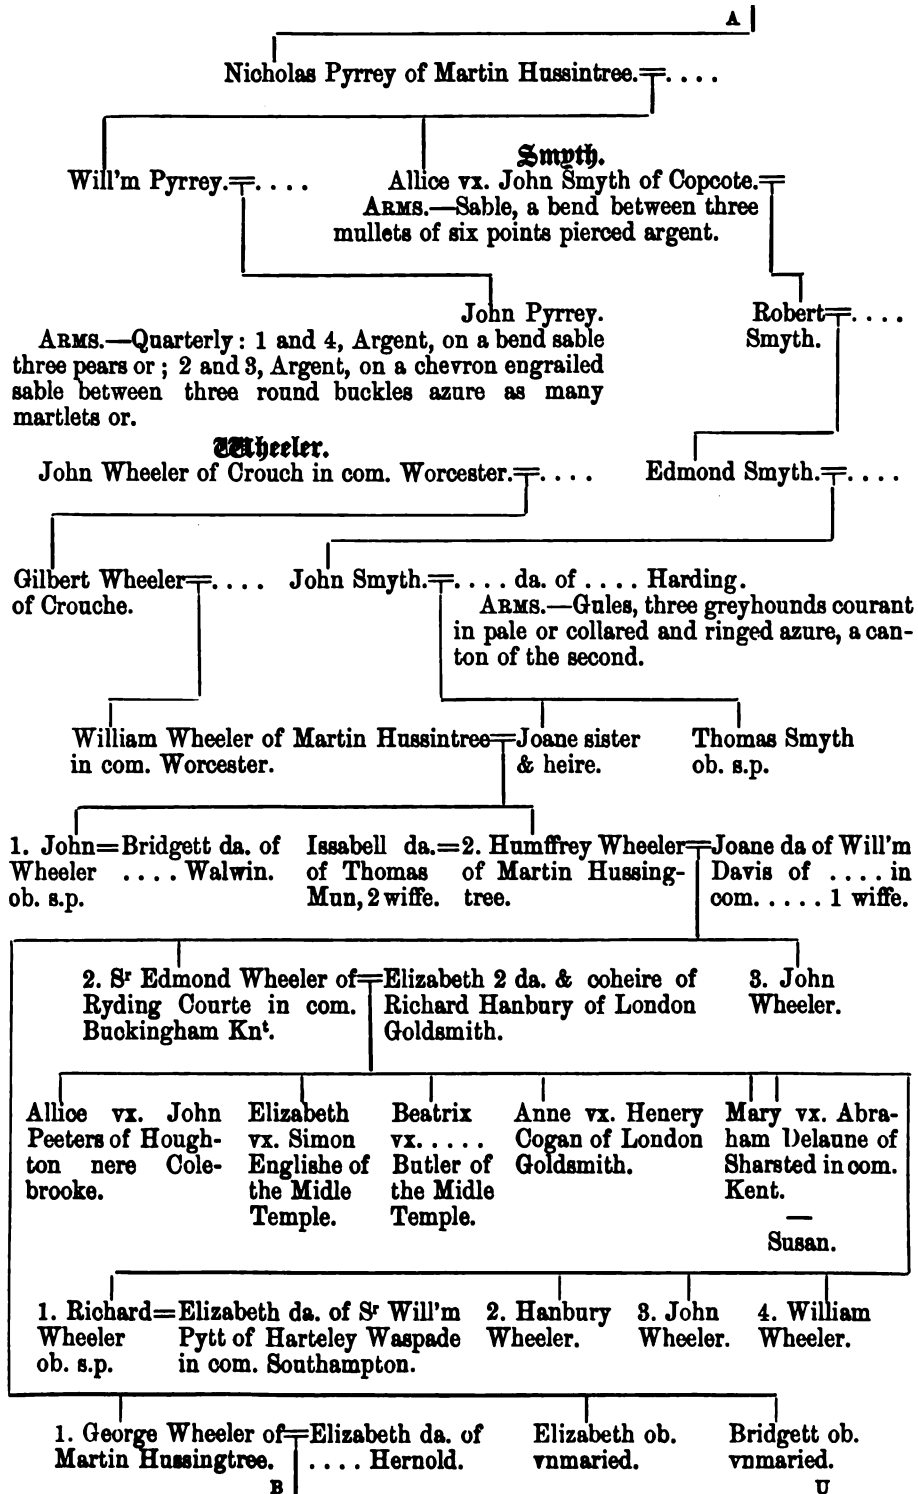 A
Nicholas Pyrrey of Martin Hussintree.=. . . .
Smyth.
Will'm Pyrrey.=. . . .
Allice vx. John Smyth of Copcote.=
ARMS.—Sable, a bend between three
mullets of six points pierced argent.
John Pyrrey.
ARMS.—Quarterly: 1 and 4, Argent, on a bend sable
three pears or; 2 and 3, Argent, on a chevron engrailed
sable between three round buckles azure as many
martlets or.
Robert=. . . .
Smyth.
Wheeler.
John Wheeler of Crouch in com. Worcester.=. . . .
Edmond Smyth.=. . . .
Gilbert Wheeler=. . . .
of Crouche.
John Smyth.=. . . . da. of . . . . Harding.
ARMS.—Gules, three greyhounds courant
in pale or collared and ringed azure, a can-
ton of the second.
William Wheeler of Martin Hussintree=Joane sister
in com. Worcester.
& heire.
Thomas Smyth
ob. s.p.
1. John=Bridgett da. of
Wheeler . . . . Walwin.
ob. s.p.
Issabell da.=2. Humffrey Wheeler=Joane da of Will'm
of Thomas of Martin Hussing- Davis of . . . . in
Mun, 2 wiffe. tree. com. . . . . . 1 wiffe.
2. Sr Edmond Wheeler of=Elizabeth 2 da. & coheire of
Ryding Courte in com. Richard Hanbury of London
Buckingham Knt. Goldsmith.
3. John
Wheeler.
Allice vx. John
Peeters of Hough-
ton nere Cole-
brooke.
Elizabeth
vx. Simon
Englishe of
the Midle
Temple.
Beatrix
vx. . . . .
Butler of
the Midle
Temple.
Anne vx. Henery
Cogan of London
Goldsmith.
Mary vx. Abra-
ham Delaune of
Sharsted in com.
Kent.
—
Susan.
1. Richard=Elizabeth da. of Sr Will'm
Wheeler Pytt of Harteley Waspade
ob. s.p. in com. Southampton.
2. Hanbury
Wheeler.
3. John
Wheeler.
4. William
Wheeler.
1. George Wheeler of=Elizabeth da. of
Martin Hussingtree. . . . . Hernold.
Elizabeth ob.
vnmaried.
Bridgett ob.
vnmaried.
B
U